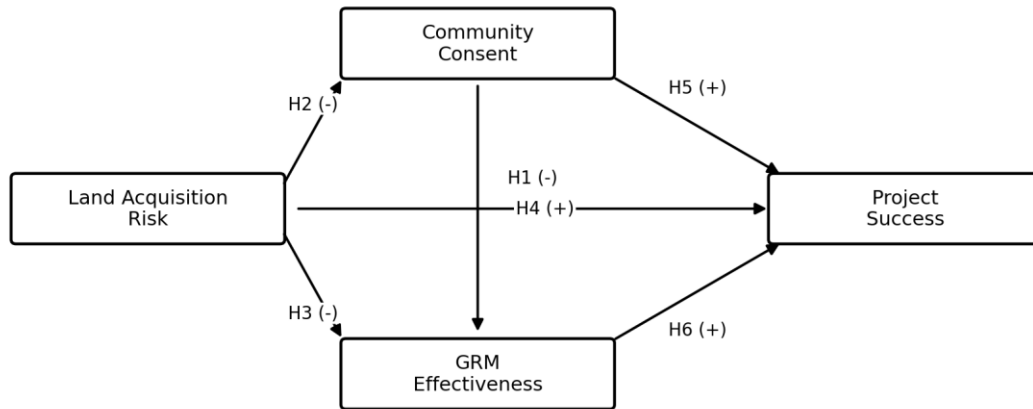 Community
Consent
H2 (-)
H5 (+)
H1 (-)
Land Acquisition
Risk
H4 (+)
Project
Success
H3 (-)
H6 (+)
GRM
Effectiveness